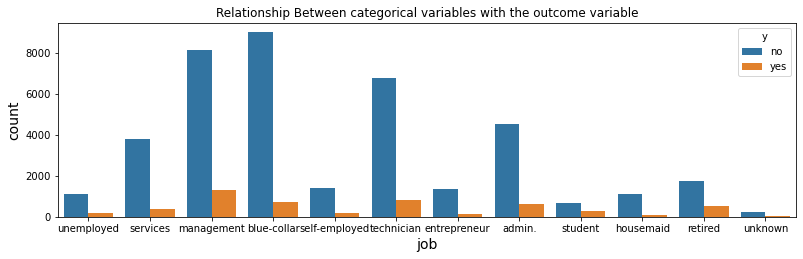 Relationship Between categorical variables with the outcome variable
y
no
yes
8000
6000
4000
2000
0
count
unemployed services management blue-collar self-employed technician entrepreneur admin. student housemaid retired unknown
job